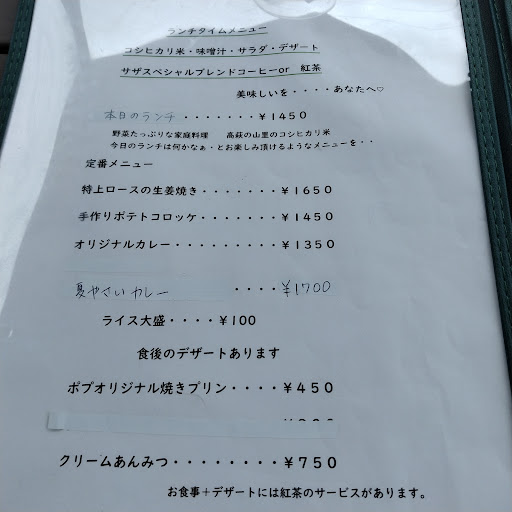 ランチタイムメニュー
コシヒカリ米・味噌汁・サラダ・デザート
サザスペシャルブレンドコーヒーor 紅茶
美味しいを・・・・あなたへ♡
本日のランチ・・・・・・・¥1450
野菜たっぷりな家庭料理 高萩の山里のコシヒカリ米
今日のランチは何かなぁ・とお楽しみ頂けるようなメニューを・・
定番メニュー
特上ロースの生姜焼き・・・・・・・¥1650
手作りポテトコロッケ・・・・・・・¥1450
オリジナルカレー・・・・・・・・・¥1350
夏やさいカレー ・・・・¥1700
ライス大盛・・・・¥100
食後のデザートあります
ポプオリジナル焼きプリン・・・・¥450
クリームあんみつ・・・・・・・・¥750
お食事+デザートには紅茶のサービスがあります。